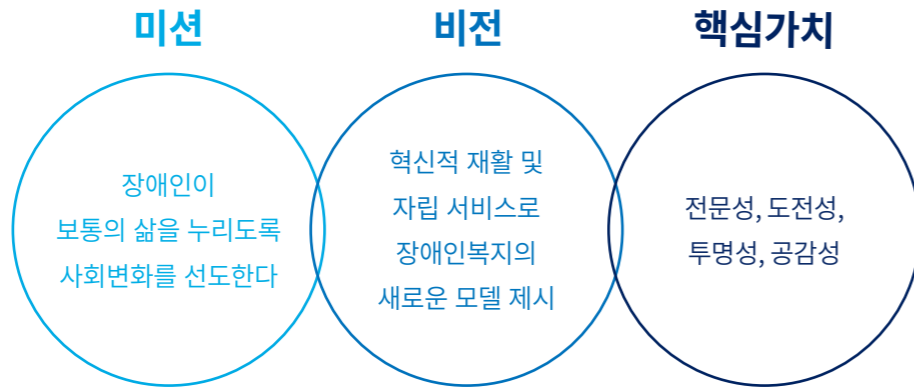 미션
장애인이
보통의 삶을 누리도록
사회변화를 선도한다
비전
혁신적 재활 및
자립 서비스로
장애인복지의
새로운 모델 제시
핵심가치
전문성, 도전성,
투명성, 공감성